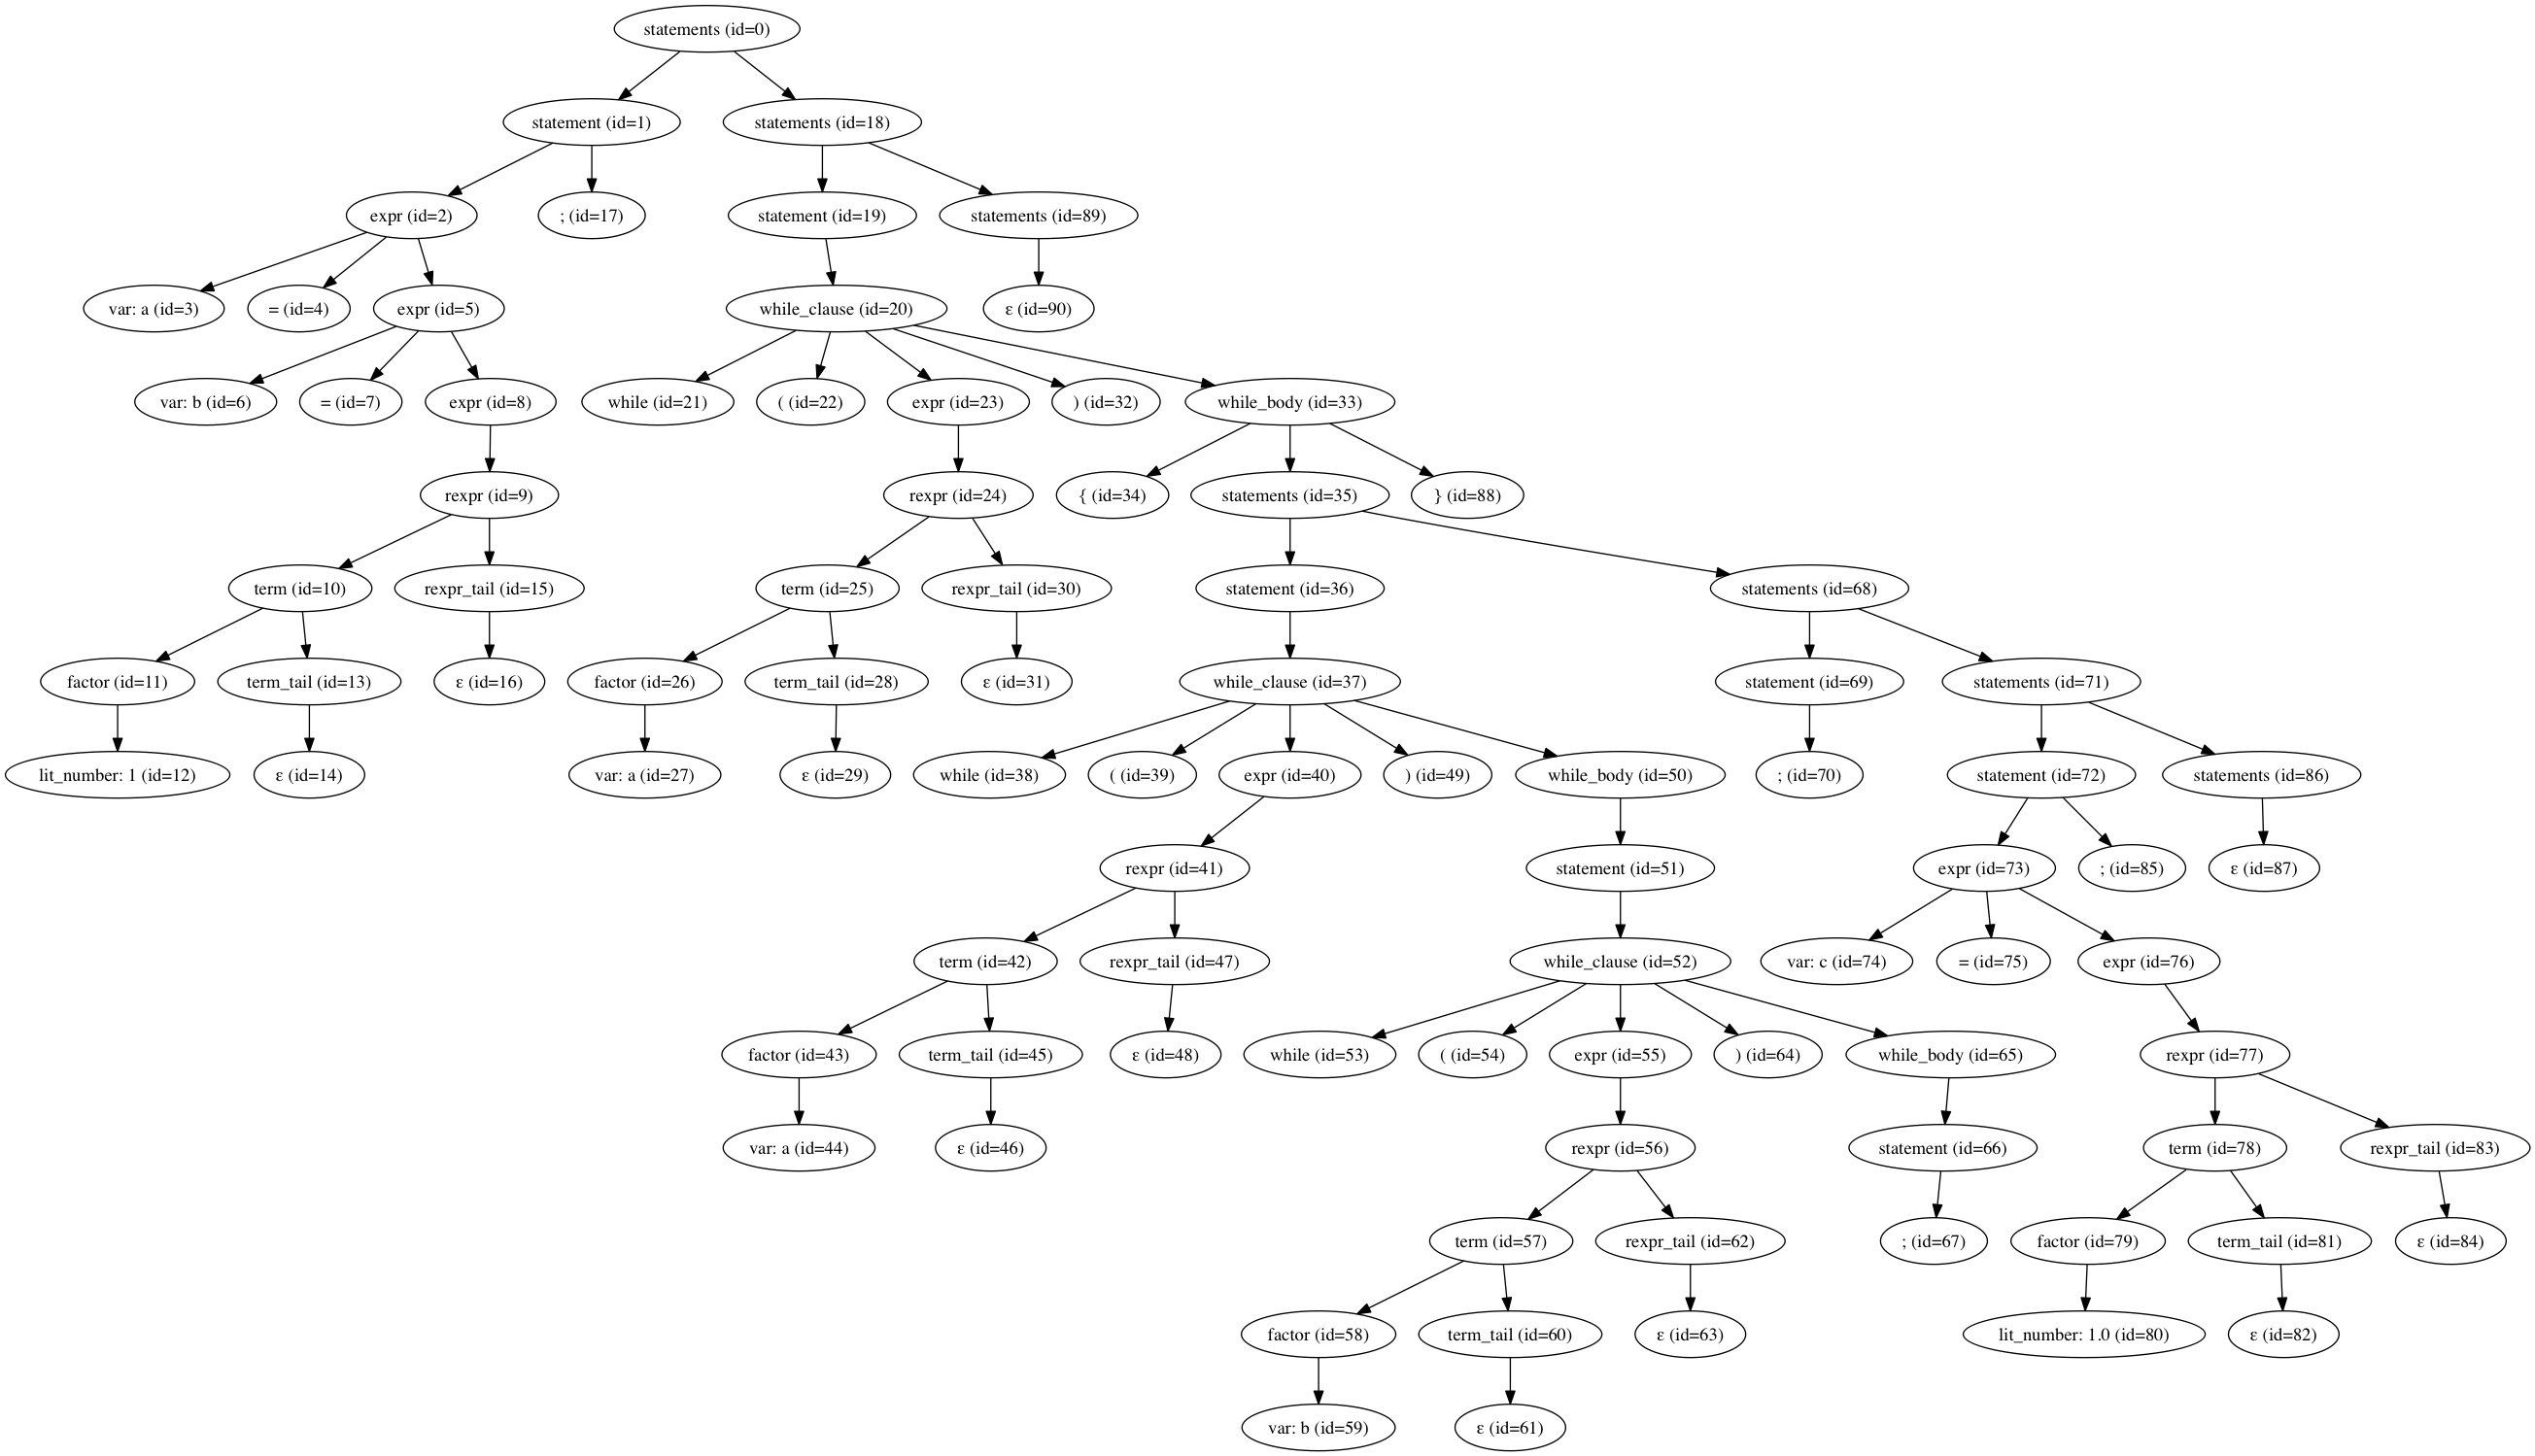 statements (id=0)
statement (id=1)
statements (id=18)
expr (id=2)
; (id=17)
statement (id=19)
statements (id=89)
var: a (id=3)
= (id=4)
expr (id=5)
while_clause (id=20)
ε (id=90)
var: b (id=6)
= (id=7)
expr (id=8)
while (id=21)
( (id=22)
expr (id=23)
) (id=32)
while_body (id=33)
rexpr (id=9)
rexpr (id=24)
{ (id=34)
statements (id=35)
} (id=88)
term (id=10)
rexpr_tail (id=15)
term (id=25)
rexpr_tail (id=30)
statement (id=36)
statements (id=68)
factor (id=11)
term_tail (id=13)
ε (id=16)
factor (id=26)
term_tail (id=28)
ε (id=31)
while_clause (id=37)
statement (id=69)
statements (id=71)
lit_number: 1 (id=12)
ε (id=14)
var: a (id=27)
ε (id=29)
while (id=38)
( (id=39)
expr (id=40)
) (id=49)
while_body (id=50)
; (id=70)
statement (id=72)
statements (id=86)
rexpr (id=41)
statement (id=51)
expr (id=73)
; (id=85)
ε (id=87)
term (id=42)
rexpr_tail (id=47)
while_clause (id=52)
var: c (id=74)
= (id=75)
expr (id=76)
factor (id=43)
term_tail (id=45)
ε (id=48)
while (id=53)
( (id=54)
expr (id=55)
) (id=64)
while_body (id=65)
rexpr (id=77)
var: a (id=44)
ε (id=46)
rexpr (id=56)
statement (id=66)
term (id=78)
rexpr_tail (id=83)
term (id=57)
rexpr_tail (id=62)
; (id=67)
factor (id=79)
term_tail (id=81)
ε (id=84)
factor (id=58)
term_tail (id=60)
ε (id=63)
lit_number: 1.0 (id=80)
ε (id=82)
var: b (id=59)
ε (id=61)